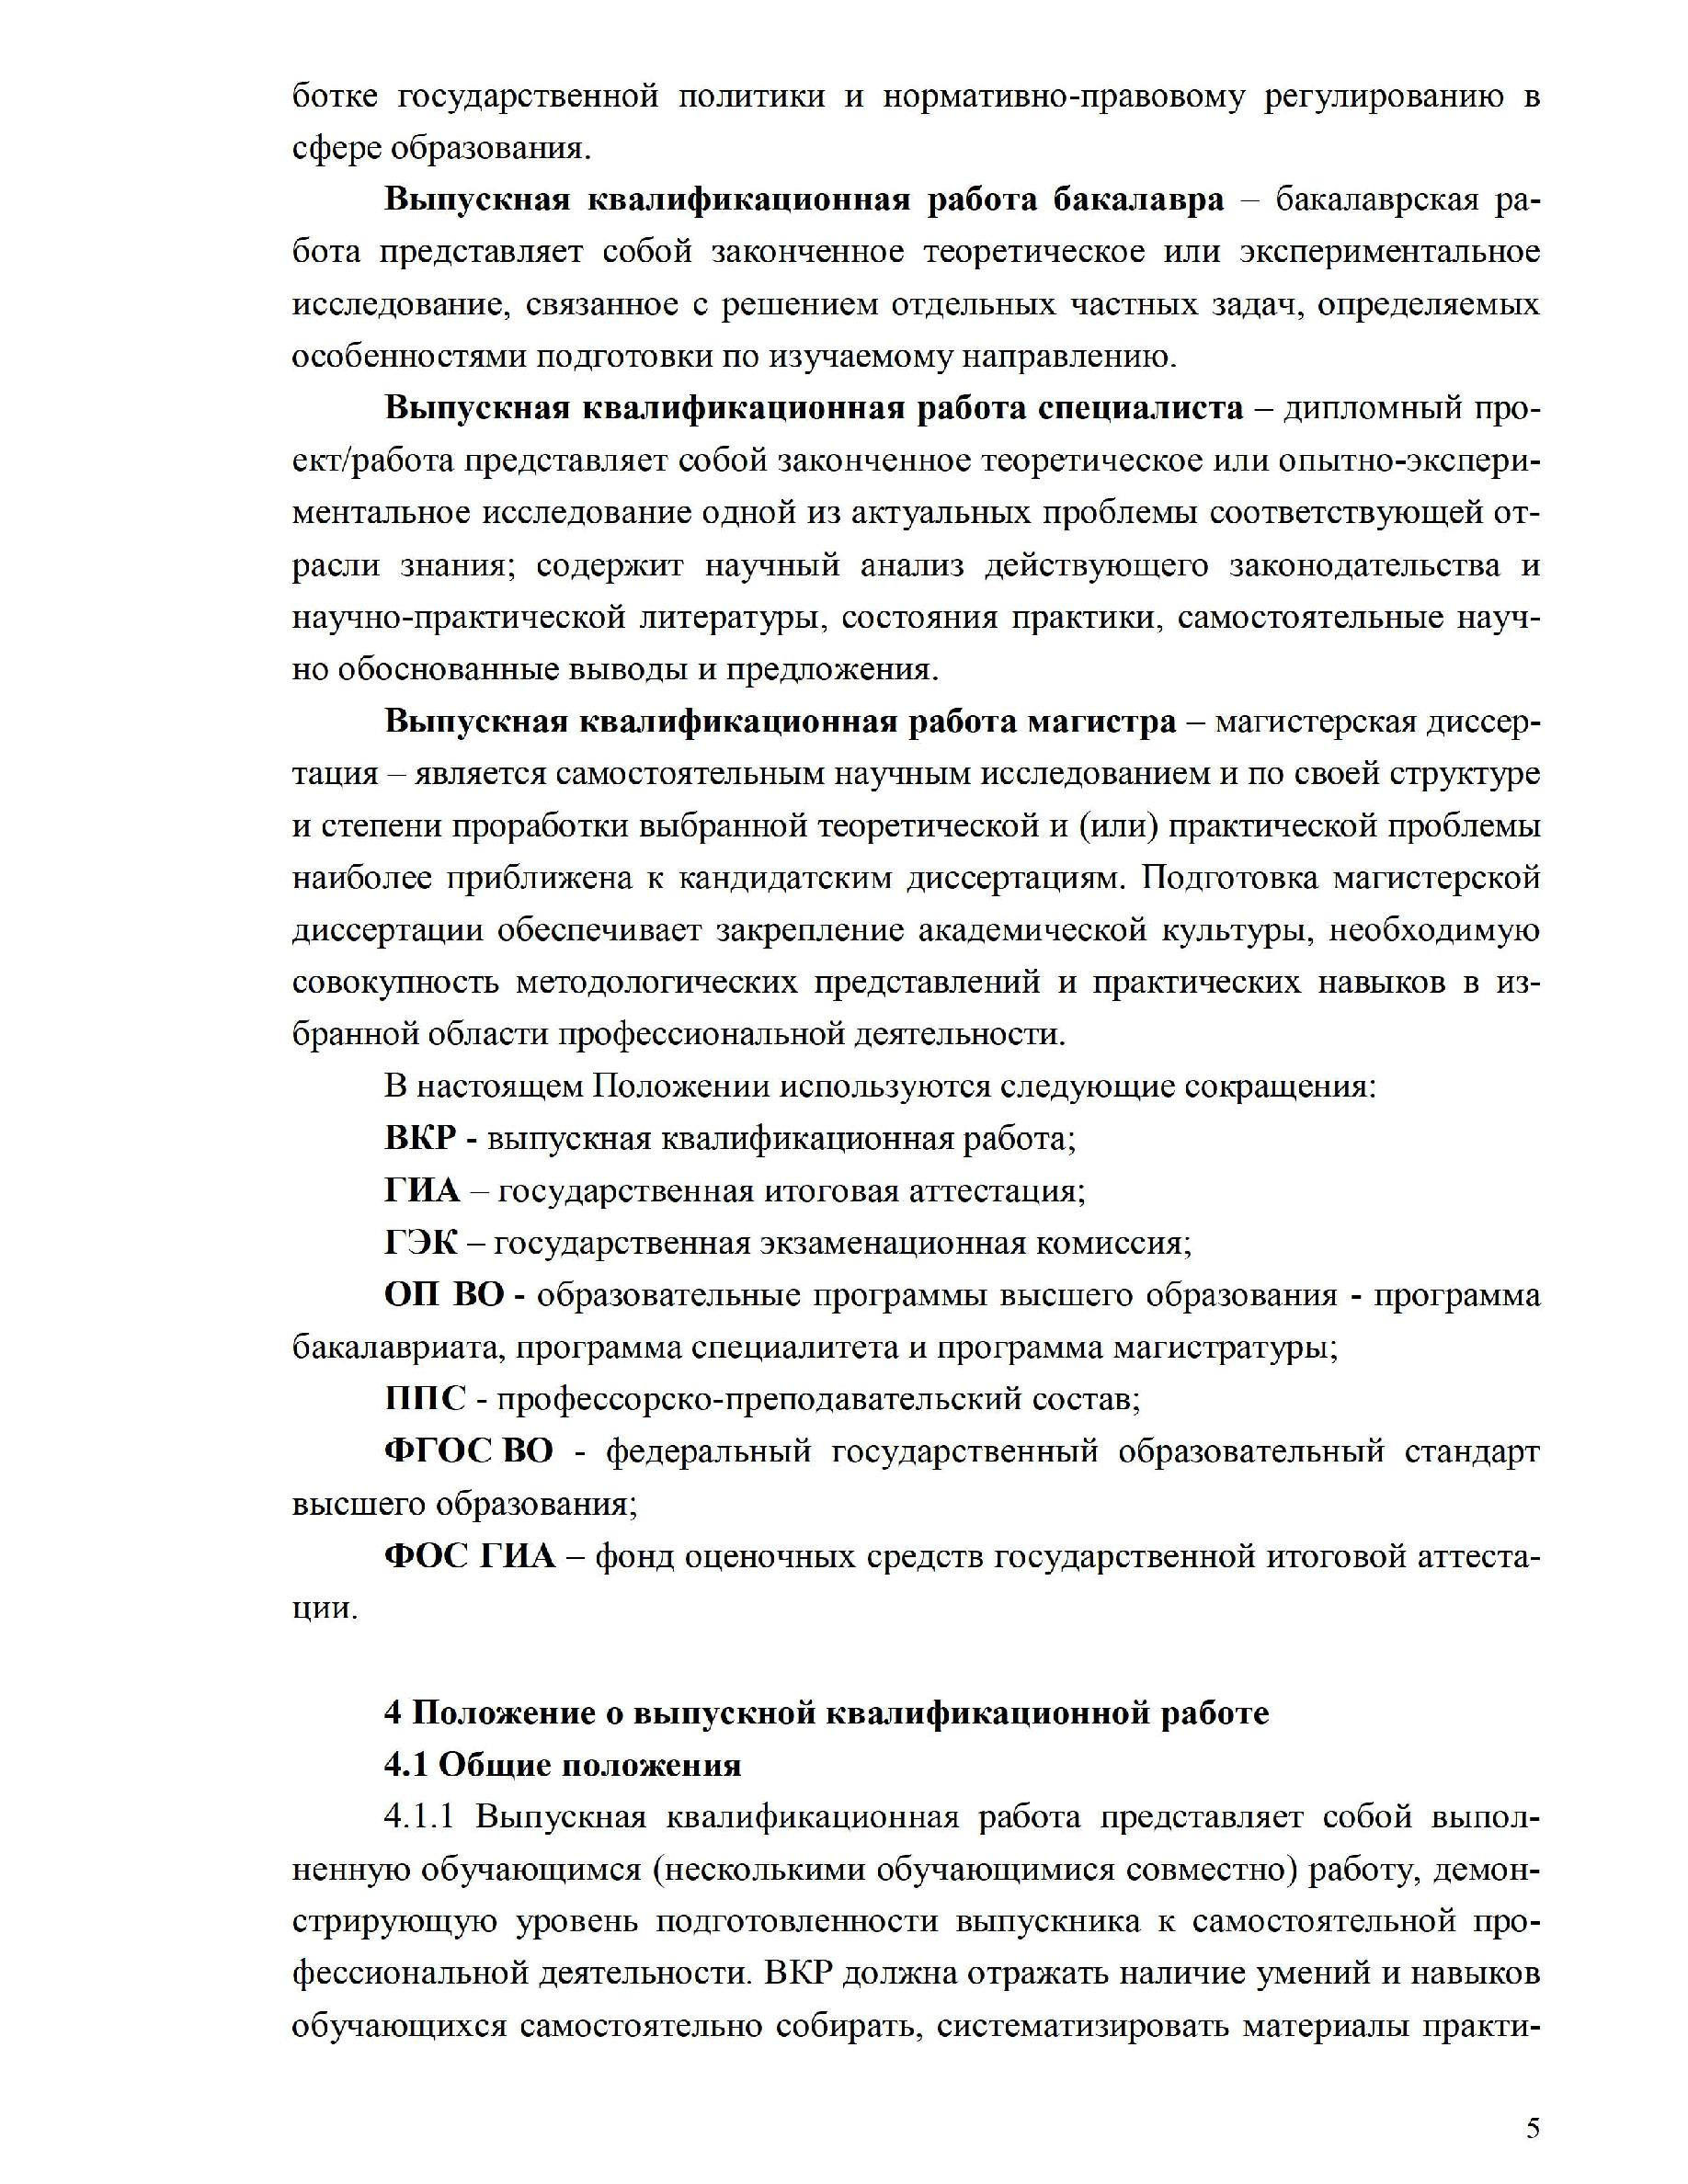 ботке государственной политики и нормативно-правовому регулированию в
сфере образования.
Выпускная квалификационная работа бакалавра – бакалаврская ра-
бота представляет собой законченное теоретическое или экспериментальное
исследование, связанное с решением отдельных частных задач, определяемых
особенностями подготовки по изучаемому направлению.
Выпускная квалификационная работа специалиста – дипломный про-
ект/работа представляет собой законченное теоретическое или опытно-экспери-
ментальное исследование одной из актуальных проблемы соответствующей от-
расли знания; содержит научный анализ действующего законодательства и
научно-практической литературы, состояния практики, самостоятельные науч-
но обоснованные выводы и предложения.
Выпускная квалификационная работа магистра – магистерская диссер-
тация – является самостоятельным научным исследованием и по своей структуре
и степени проработки выбранной теоретической и (или) практической проблемы
наиболее приближена к кандидатским диссертациям. Подготовка магистерской
диссертации обеспечивает закрепление академической культуры, необходимую
совокупность методологических представлений и практических навыков в из-
бранной области профессиональной деятельности.
В настоящем Положении используются следующие сокращения:
ВКР - выпускная квалификационная работа;
ГИА – государственная итоговая аттестация;
ГЭК – государственная экзаменационная комиссия;
ОП ВО - образовательные программы высшего образования - программа
бакалавриата, программа специалитета и программа магистратуры;
ППС - профессорско-преподавательский состав;
ФГОС ВО - федеральный государственный образовательный стандарт
высшего образования;
ФОС ГИА – фонд оценочных средств государственной итоговой аттеста-
ции.
4 Положение о выпускной квалификационной работе
4.1 Общие положения
4.1.1 Выпускная квалификационная работа представляет собой выпол-
ненную обучающимся (несколькими обучающимися совместно) работу, демон-
стрирующую уровень подготовленности выпускника к самостоятельной про-
фессиональной деятельности. ВКР должна отражать наличие умений и навыков
обучающихся самостоятельно собирать, систематизировать материалы практи-
5